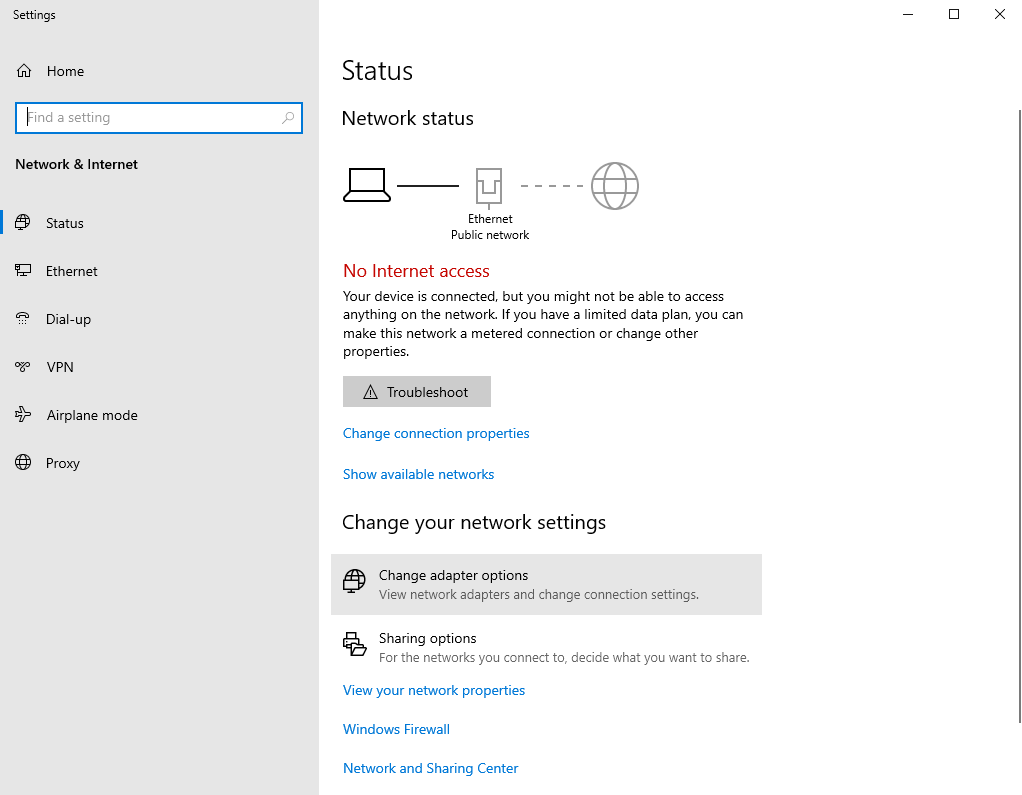 Settings
Home
Find a setting
Network & Internet
Status
Ethernet
Dial-up
VPN
Airplane mode
Proxy
Status
Network status
Ethernet
Public network
No Internet access
Your device is connected, but you might not be able to access
anything on the network. If you have a limited data plan, you can
make this network a metered connection or change other
properties.
Troubleshoot
Change connection properties
Show available networks
Change your network settings
Change adapter options
View network adapters and change connection settings.
Sharing options
For the networks you connect to, decide what you want to share.
View your network properties
Windows Firewall
Network and Sharing Center